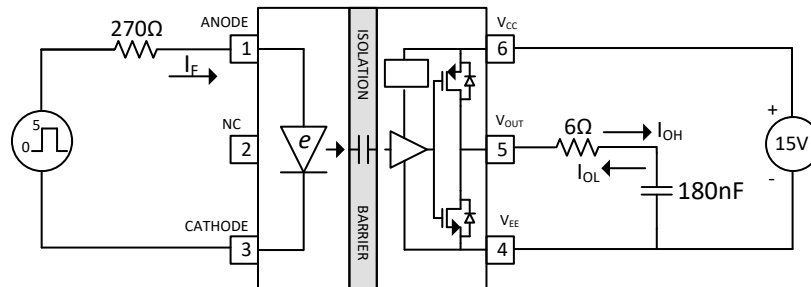 270Ω
ANODE
1
I_F
ISOLATION
V_CC
6
5
0
NC
2
e
V_OUT
5
6Ω
I_OH
I_OL
180nF
+
15V
-
CATHODE
3
BARRIER
V_EE
4